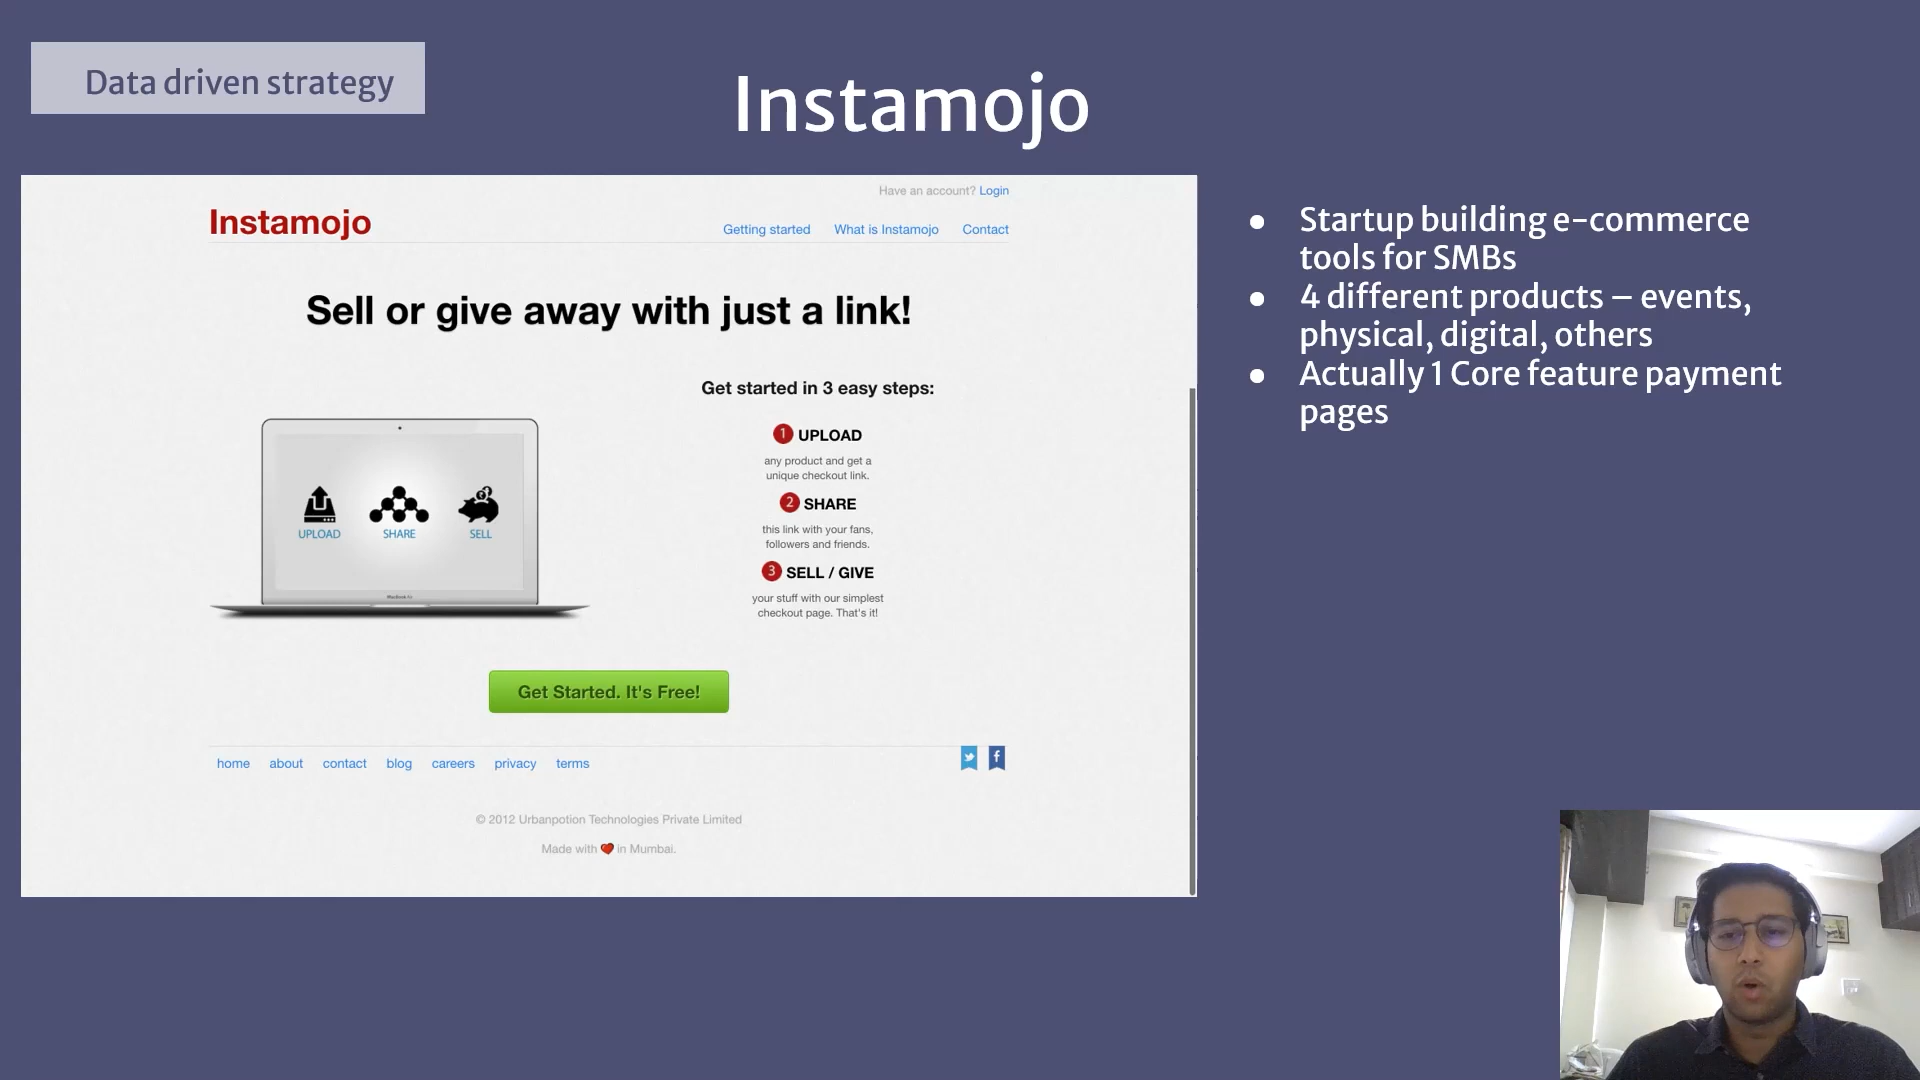 Data driven strategy
Instamojo
Have an account? Login
Instamojo
Getting started What is Instamojo Contact
Sell or give away with just a link!
Get started in 3 easy steps:
1 UPLOAD
any product and get a
unique checkout link.
2 SHARE
this link with your fans,
followers and friends.
3 SELL / GIVE
your stuff with our simplest
checkout page. That's it!
UPLOAD SHARE SELL
MacBook Air
Get Started. It's Free!
home about contact blog careers privacy terms
© 2012 Urbanpotion Technologies Private Limited
Made with ❤ in Mumbai.
● Startup building e-commerce
tools for SMBs
● 4 different products – events,
physical, digital, others
● Actually 1 Core feature payment
pages